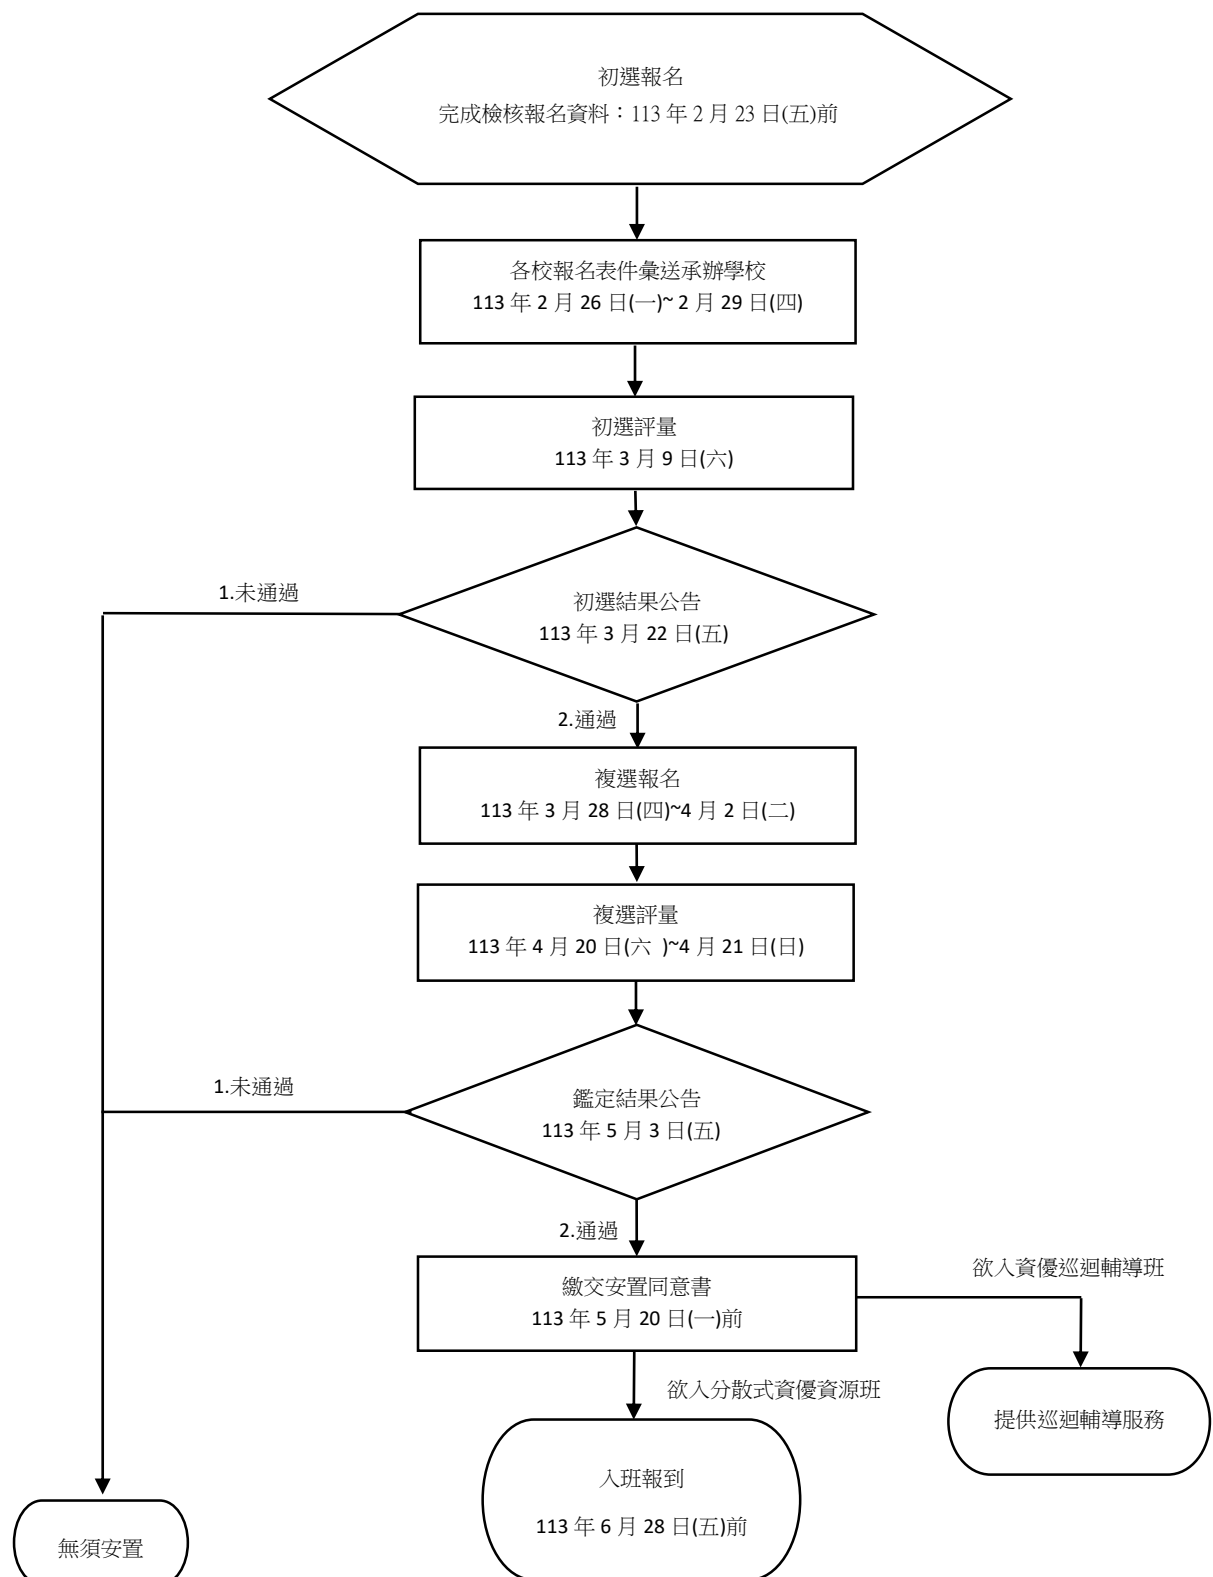 初選報名
完成檢核報名資料：113 年 2 月 23 日(五)前
各校報名表件彙送承辦學校
113 年 2 月 26 日(一)~ 2 月 29 日(四)
初選評量
113 年 3 月 9 日(六)
1.未通過
初選結果公告
113 年 3 月 22 日(五)
2.通過
複選報名
113 年 3 月 28 日(四)~4 月 2 日(二)
複選評量
113 年 4 月 20 日(六 )~4 月 21 日(日)
1.未通過
鑑定結果公告
113 年 5 月 3 日(五)
2.通過
繳交安置同意書
113 年 5 月 20 日(一)前
欲入資優巡迴輔導班
欲入分散式資優資源班
提供巡迴輔導服務
入班報到
113 年 6 月 28 日(五)前
無須安置